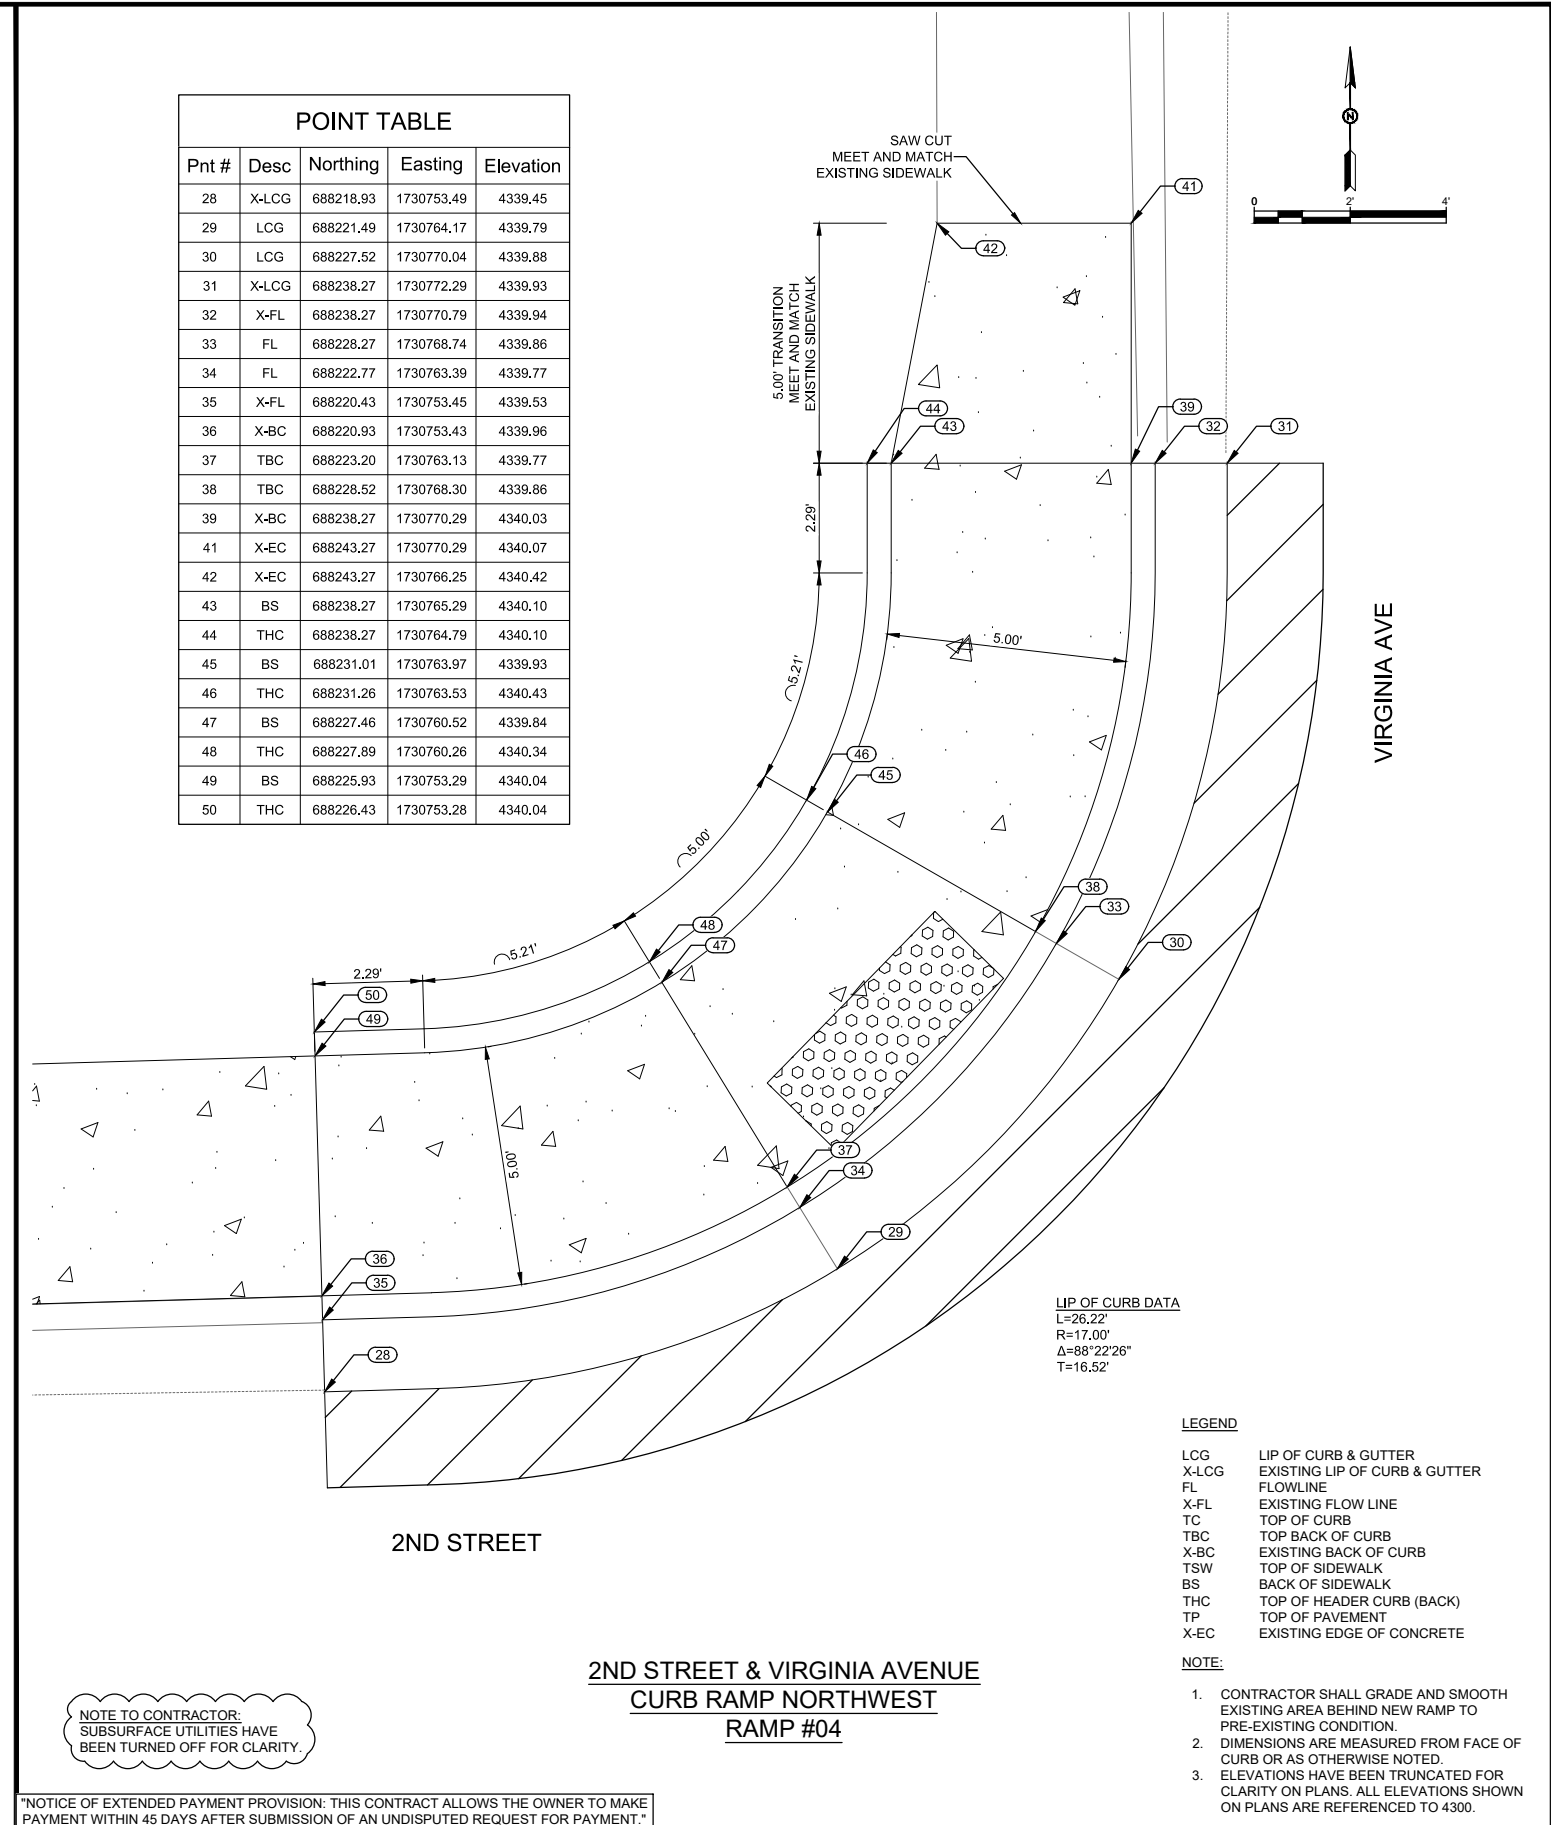 POINT TABLE
Pnt # Desc Northing Easting Elevation
28 X-LCG 688218.93 1730753.49 4339.45
29 LCG 688221.49 1730764.17 4339.79
30 LCG 688227.52 1730770.04 4339.88
31 X-LCG 688238.27 1730772.29 4339.93
32 X-FL 688238.27 1730770.79 4339.94
33 FL 688228.27 1730768.74 4339.86
34 FL 688222.77 1730763.39 4339.77
35 X-FL 688220.43 1730753.45 4339.53
36 X-BC 688220.93 1730753.43 4339.96
37 TBC 688223.20 1730763.13 4339.77
38 TBC 688228.52 1730768.30 4339.86
39 X-BC 688238.27 1730770.29 4340.03
41 X-EC 688243.27 1730770.29 4340.07
42 X-EC 688243.27 1730766.25 4340.42
43 BS 688238.27 1730765.29 4340.10
44 THC 688238.27 1730764.79 4340.10
45 BS 688231.01 1730763.97 4339.93
46 THC 688231.26 1730763.53 4340.43
47 BS 688227.46 1730760.52 4339.84
48 THC 688227.89 1730760.26 4340.34
49 BS 688225.93 1730753.29 4340.04
50 THC 688226.43 1730753.28 4340.04
SAW CUT
MEET AND MATCH
EXISTING SIDEWALK
N
0 2' 4'
41
42
5.00' TRANSITION
MEET AND MATCH
EXISTING SIDEWALK
44
43
39
32
31
2.29'
5.00'
5.21'
VIRGINIA AVE
46
45
5.00'
38
33
30
48
47
5.21'
2.29'
50
49
5.00'
37
34
29
36
35
28
LIP OF CURB DATA
L=26.22'
R=17.00'
Δ=88°22'26"
T=16.52'
2ND STREET
LEGEND
LCG LIP OF CURB & GUTTER
X-LCG EXISTING LIP OF CURB & GUTTER
FL FLOWLINE
X-FL EXISTING FLOW LINE
TC TOP OF CURB
TBC TOP BACK OF CURB
X-BC EXISTING BACK OF CURB
TSW TOP OF SIDEWALK
BS BACK OF SIDEWALK
THC TOP OF HEADER CURB (BACK)
TP TOP OF PAVEMENT
X-EC EXISTING EDGE OF CONCRETE
NOTE:
1. CONTRACTOR SHALL GRADE AND SMOOTH
EXISTING AREA BEHIND NEW RAMP TO
PRE-EXISTING CONDITION.
2. DIMENSIONS ARE MEASURED FROM FACE OF
CURB OR AS OTHERWISE NOTED.
3. ELEVATIONS HAVE BEEN TRUNCATED FOR
CLARITY ON PLANS. ALL ELEVATIONS SHOWN
ON PLANS ARE REFERENCED TO 4300.
2ND STREET & VIRGINIA AVENUE
CURB RAMP NORTHWEST
RAMP #04
NOTE TO CONTRACTOR:
SUBSURFACE UTILITIES HAVE
BEEN TURNED OFF FOR CLARITY.
"NOTICE OF EXTENDED PAYMENT PROVISION: THIS CONTRACT ALLOWS THE OWNER TO MAKE
PAYMENT WITHIN 45 DAYS AFTER SUBMISSION OF AN UNDISPUTED REQUEST FOR PAYMENT."